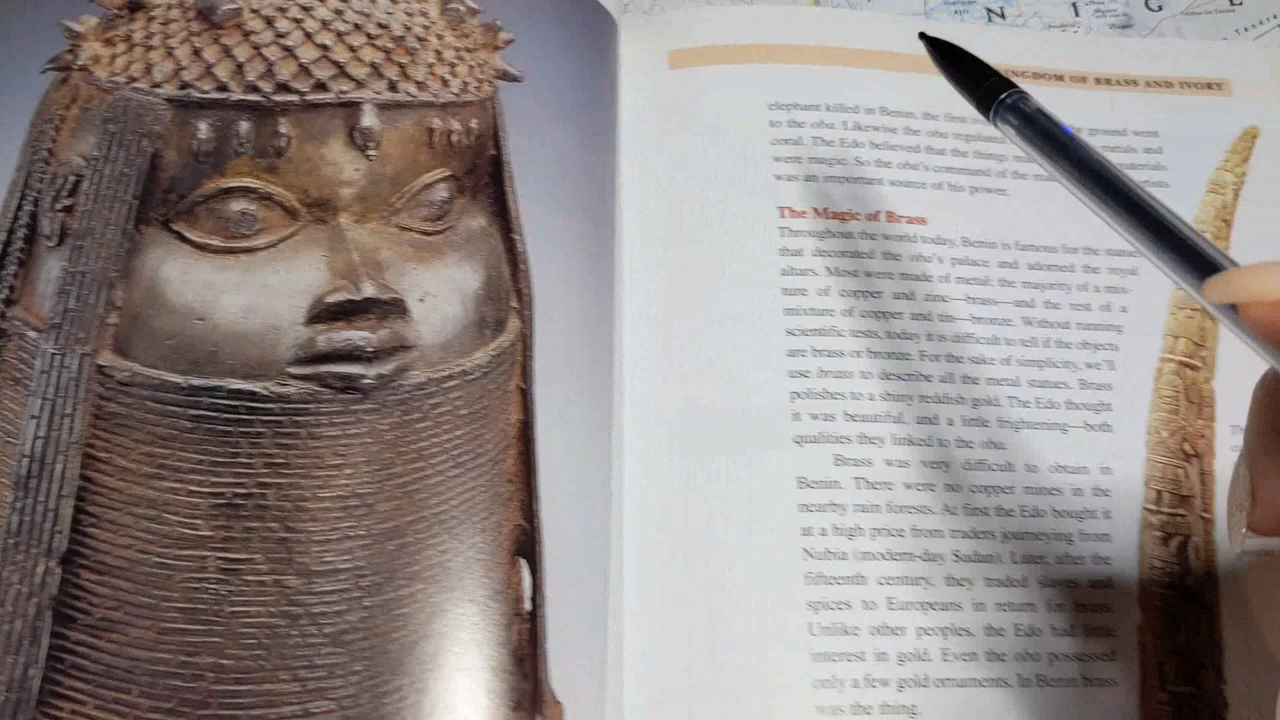 N I G E
NGDOM OF BRASS AND IVORY
elephant killed in Benin, the first ground went
to the oba. Likewise the oba regulated metals and
coral. The Edo believed that the things materials
were magic. So the oba's command of the
was an important source of his power.
The Magic of Brass
Throughout the world today, Benin is famous for the statues
that decorated the oba's palace and adorned the royal
altars. Most were made of metal: the majority of a mix-
ture of copper and zinc—brass—and the rest of a
mixture of copper and tin—bronze. Without running
scientific tests today it is difficult to tell if the objects
are brass or bronze. For the sake of simplicity, we'll
use brass to describe all the metal statues. Brass
polishes to a shiny reddish gold. The Edo thought
it was beautiful, and a little frightening—both
qualities they linked to the oba.
Brass was very difficult to obtain in
Benin. There were no copper mines in the
nearby rain forests. At first the Edo bought it
at a high price from traders journeying from
Nubia (modern-day Sudan). Later, after the
fifteenth century, they traded slaves and
spices to Europeans in return for brass.
Unlike other peoples, the Edo had little
interest in gold. Even the oba possessed
only a few gold ornaments. In Benin brass
was the thing.